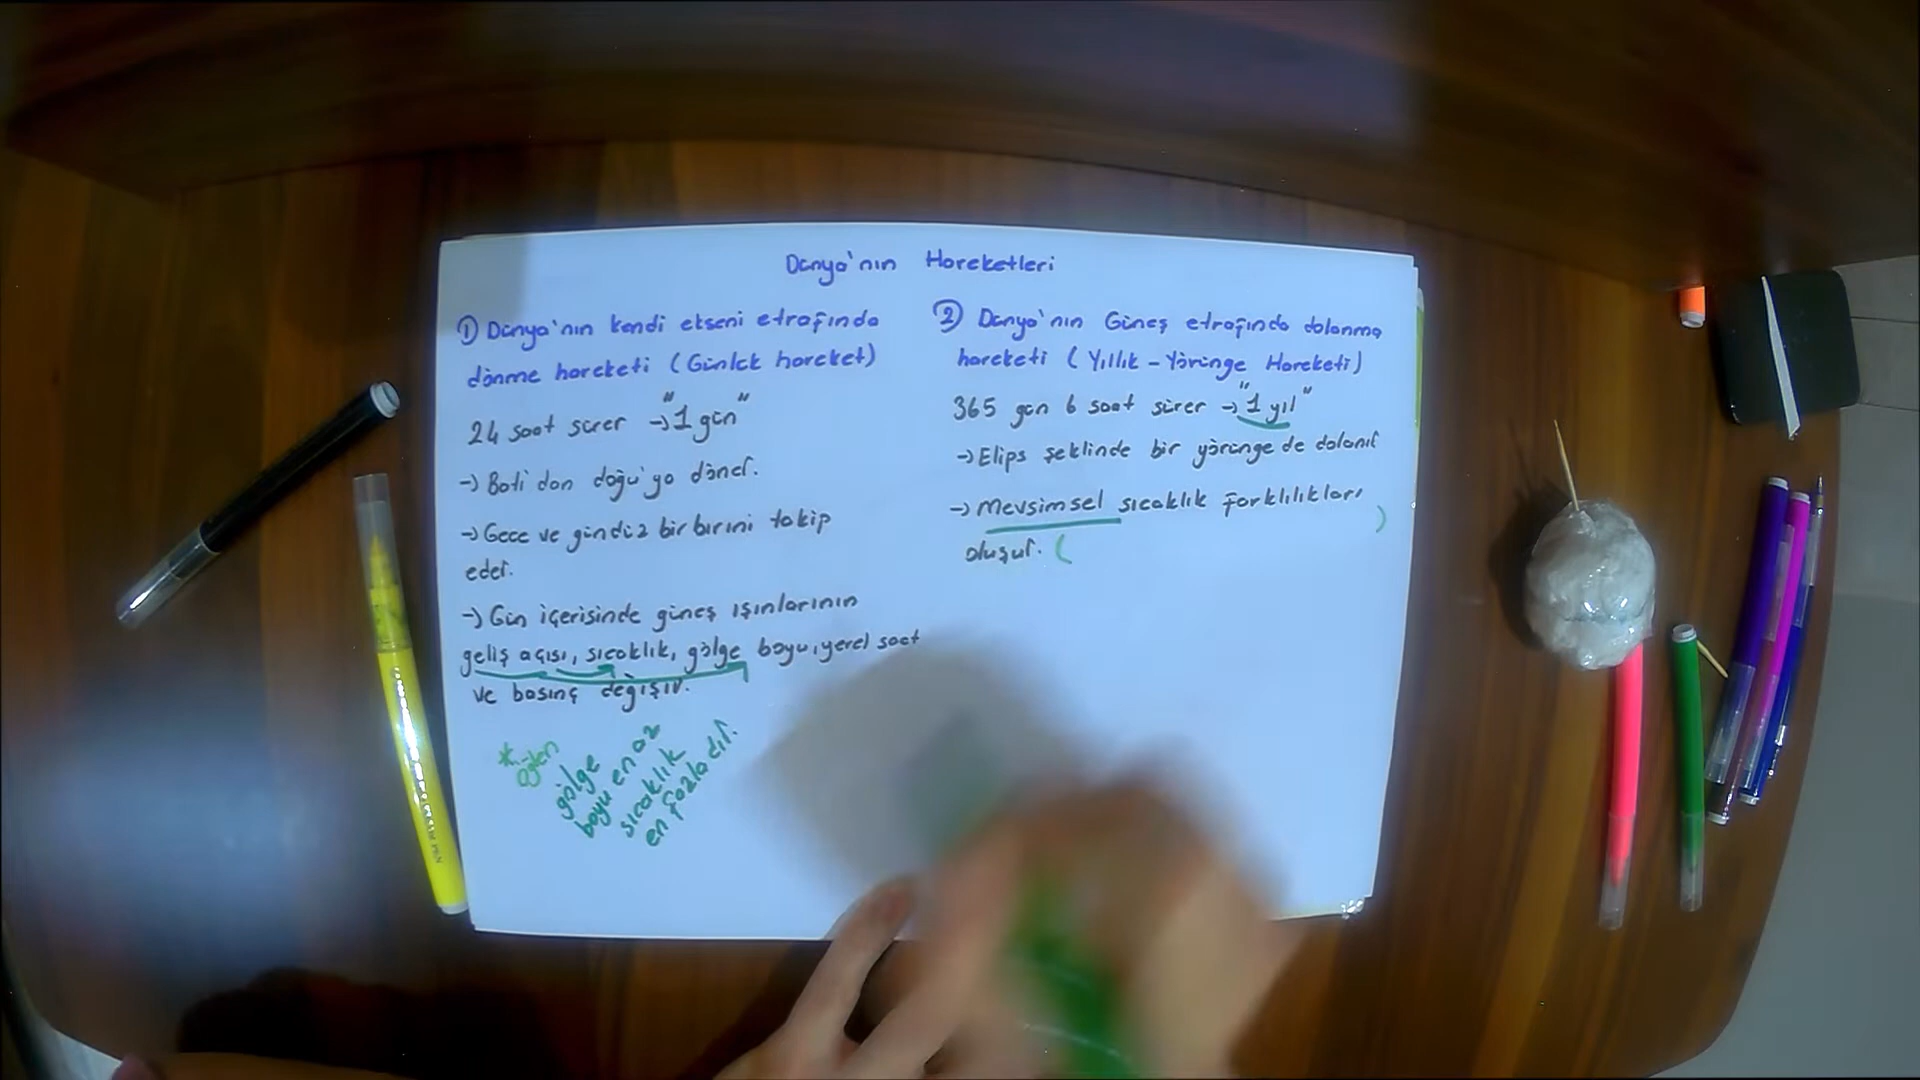 Dünya'nın Hareketleri
① Dünya'nın kendi ekseni etrafında
dönme hareketi (Günlük hareket)
24 saat sürer → "1 gün"
→ Batı'dan doğu'ya döner.
→ Gece ve gündüz birbirini takip
eder.
→ Gün içerisinde güneş ışınlarının
geliş açısı, sıcaklık, gölge boyu, yerel saat
ve basınç değişir.
* öğlen
gölge
boyu en az
sıcaklık
en fazladır.
② Dünya'nın Güneş etrafında dolanma
hareketi (Yıllık - Yörünge Hareketi)
365 gün 6 saat sürer → "1 yıl"
→ Elips şeklinde bir yörüngede dolanır
→ Mevsimsel sıcaklık farklılıkları
oluşur. ( )